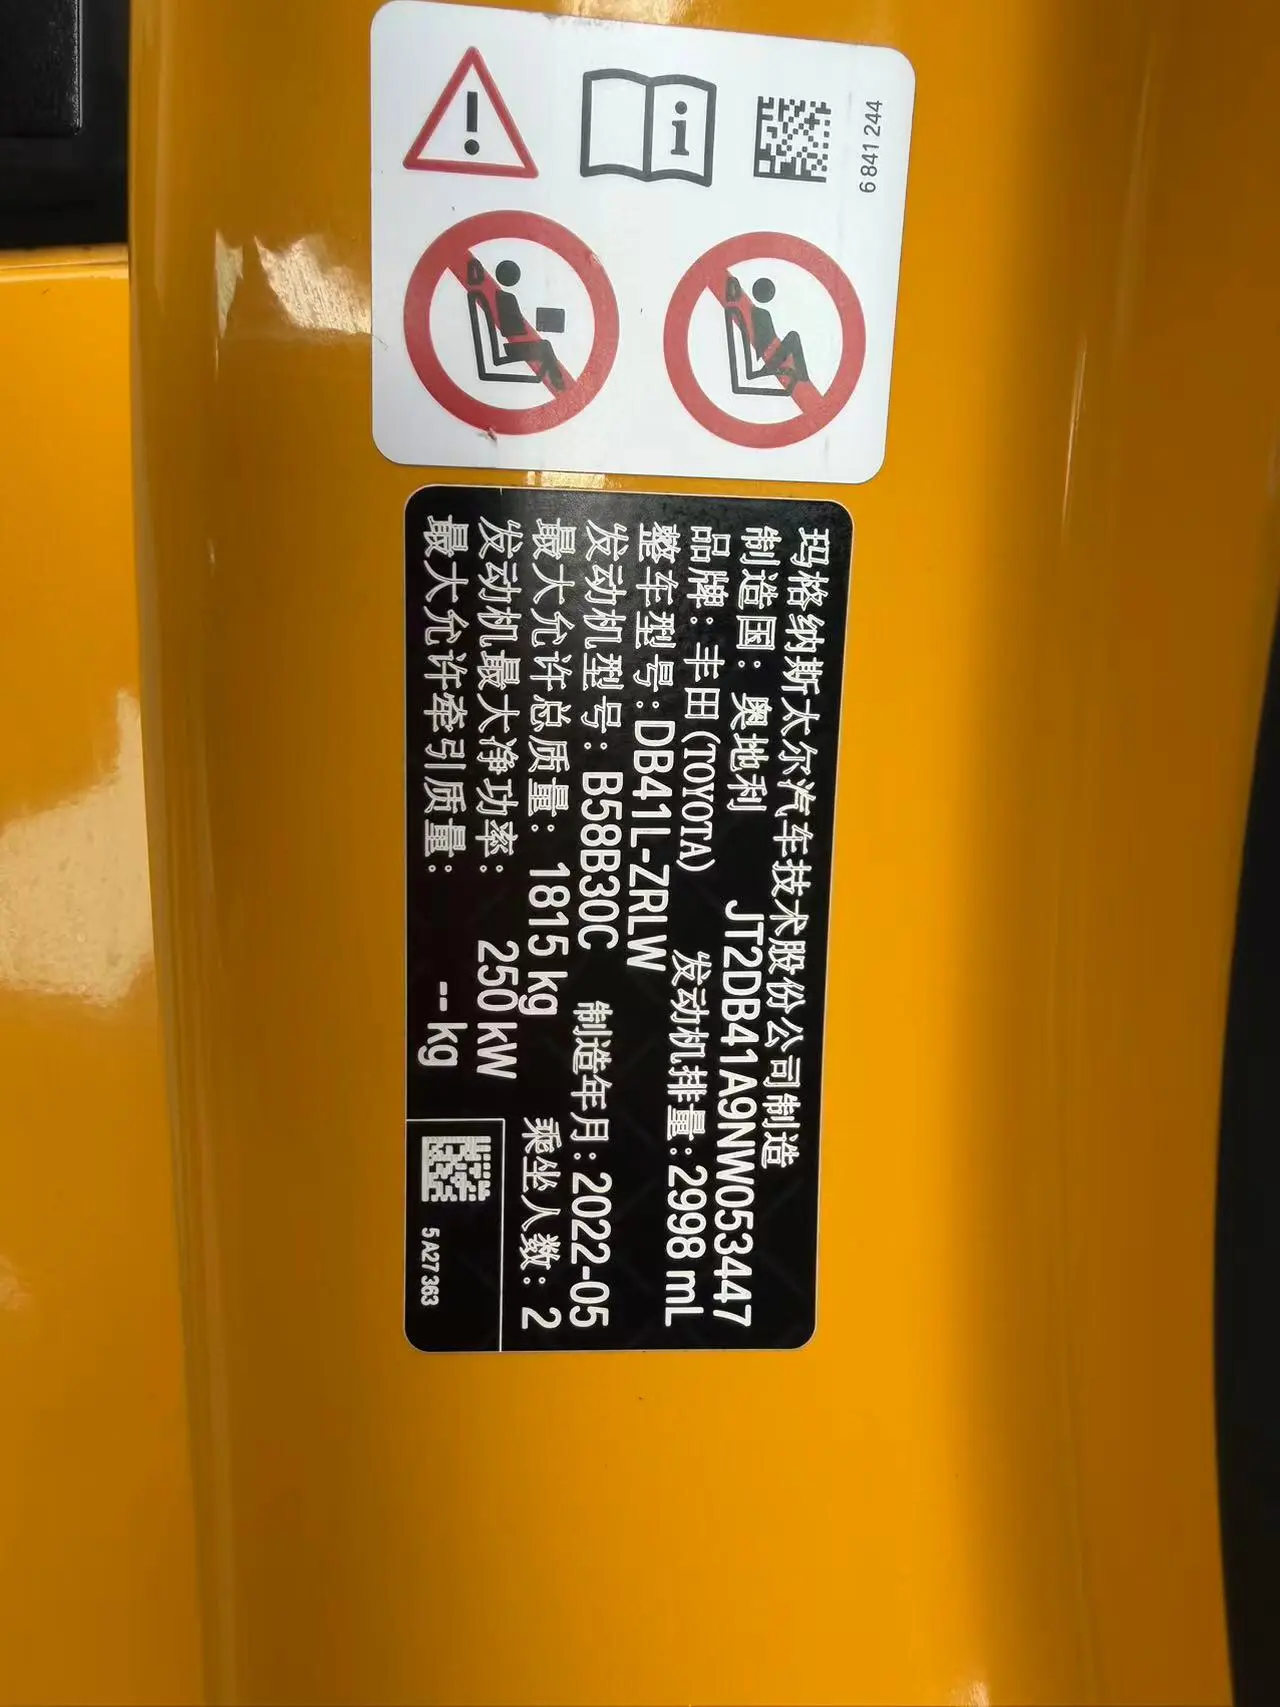 6 841 244
玛格纳斯太尔汽车技术股份公司制造
制造国：奥地利 JT2DB41A9NW053447
品牌：丰田(TOYOTA) 发动机排量：2998 mL
整车型号：DB41L-ZRLW
发动机型号：B58B30C 制造年月：2022-05
最大允许总质量：1815 kg 乘坐人数：2
发动机最大净功率：250 kW
最大允许牵引质量：-- kg
5 A27 363